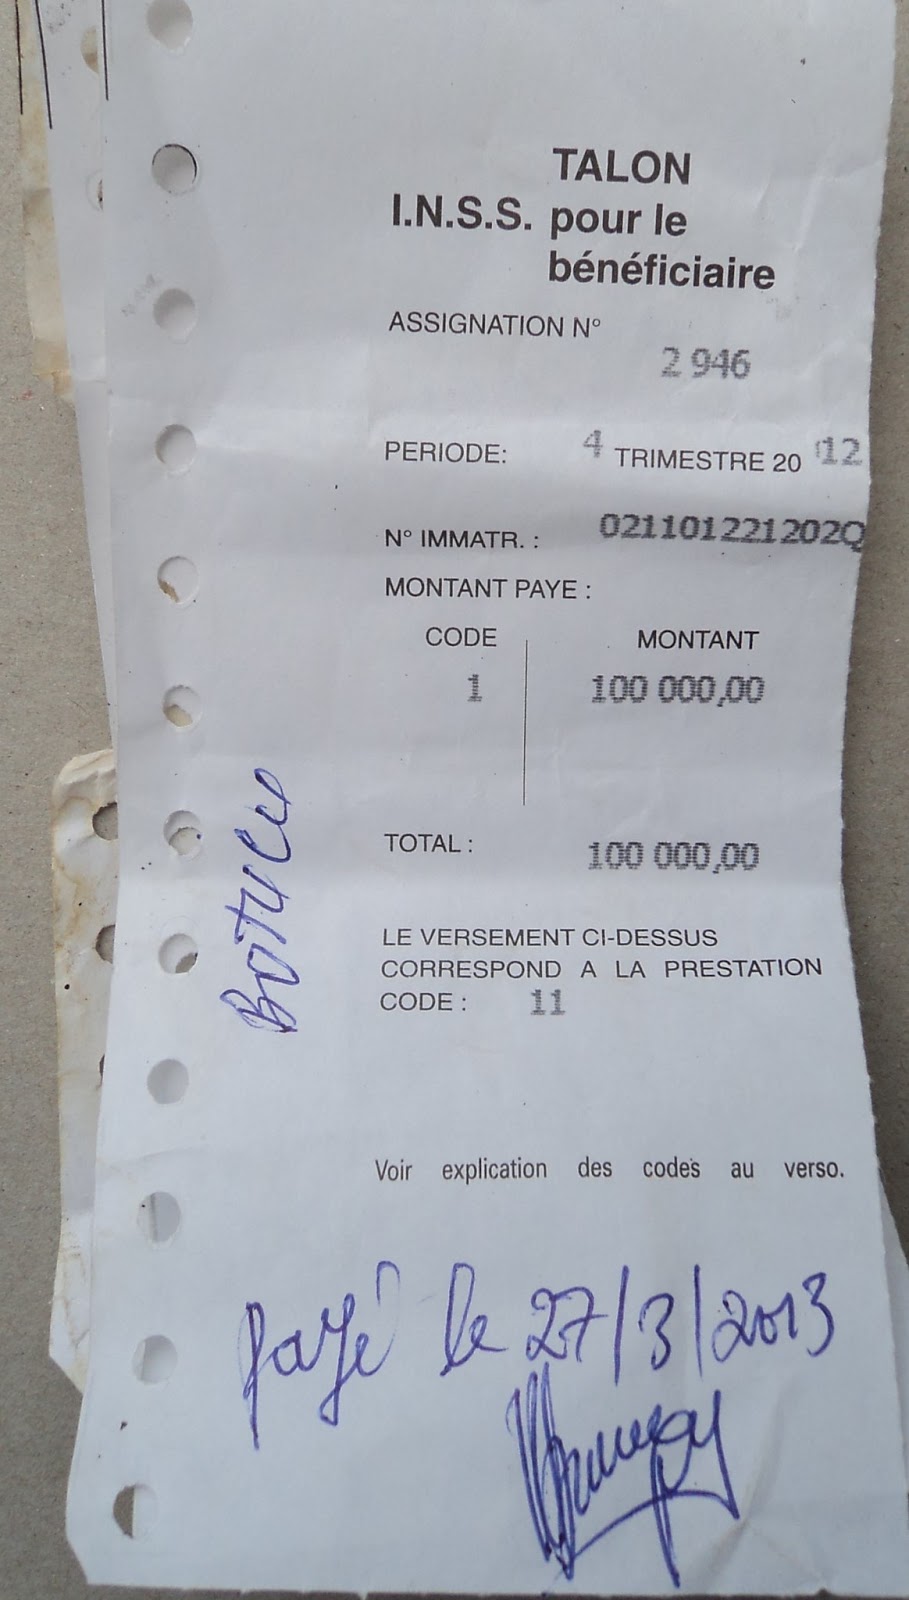 TALON
I.N.S.S. pour le
bénéficiaire
ASSIGNATION N°
2 946
PERIODE: 4 TRIMESTRE 20 12
N° IMMATR. : 021101221202Q
MONTANT PAYE :
CODE MONTANT
1 100 000,00
TOTAL : 100 000,00
LE VERSEMENT CI-DESSUS
CORRESPOND A LA PRESTATION
CODE : 11
Voir explication des codes au verso.
payé le 27/3/2013